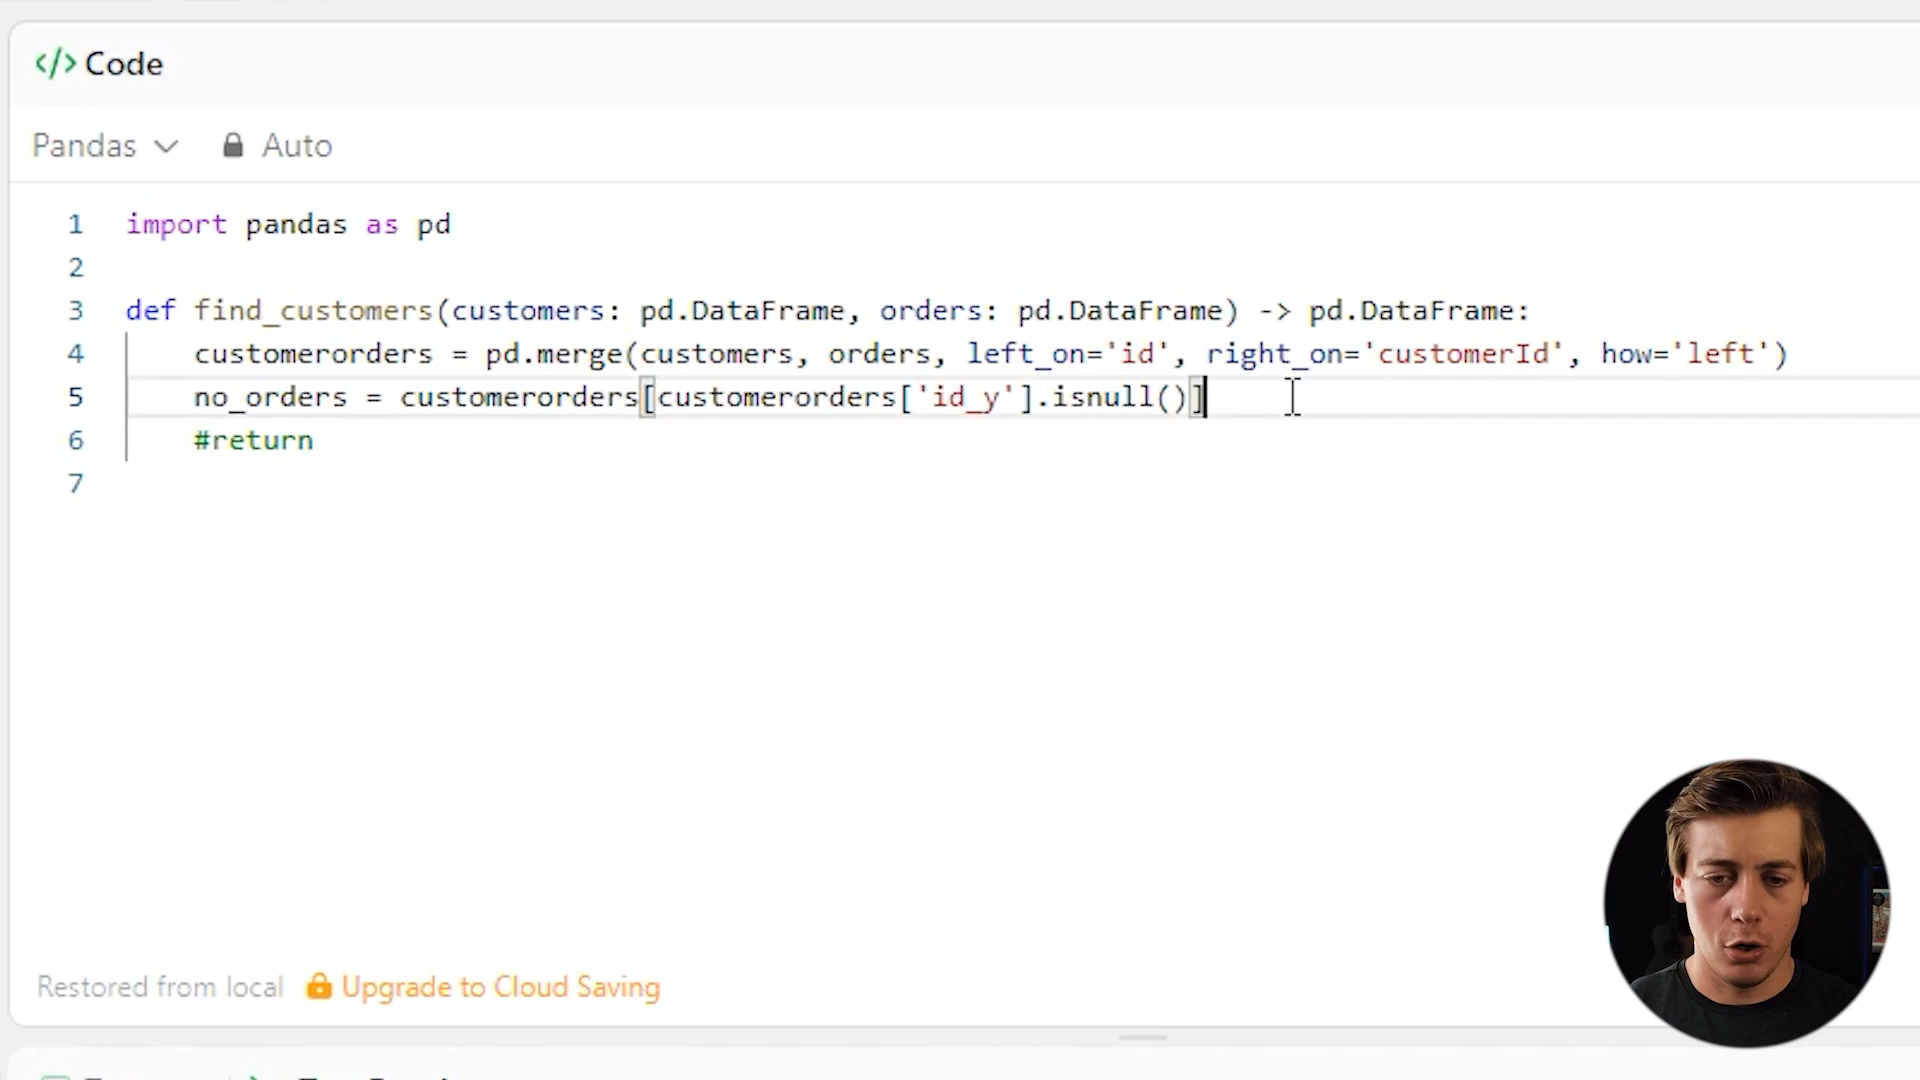 </> Code
Pandas Auto
1 import pandas as pd
2
3 def find_customers(customers: pd.DataFrame, orders: pd.DataFrame) -> pd.DataFrame:
4 customerorders = pd.merge(customers, orders, left_on='id', right_on='customerId', how='left')
5 no_orders = customerorders[customerorders['id_y'].isnull()]
6 #return
7
Restored from local Upgrade to Cloud Saving